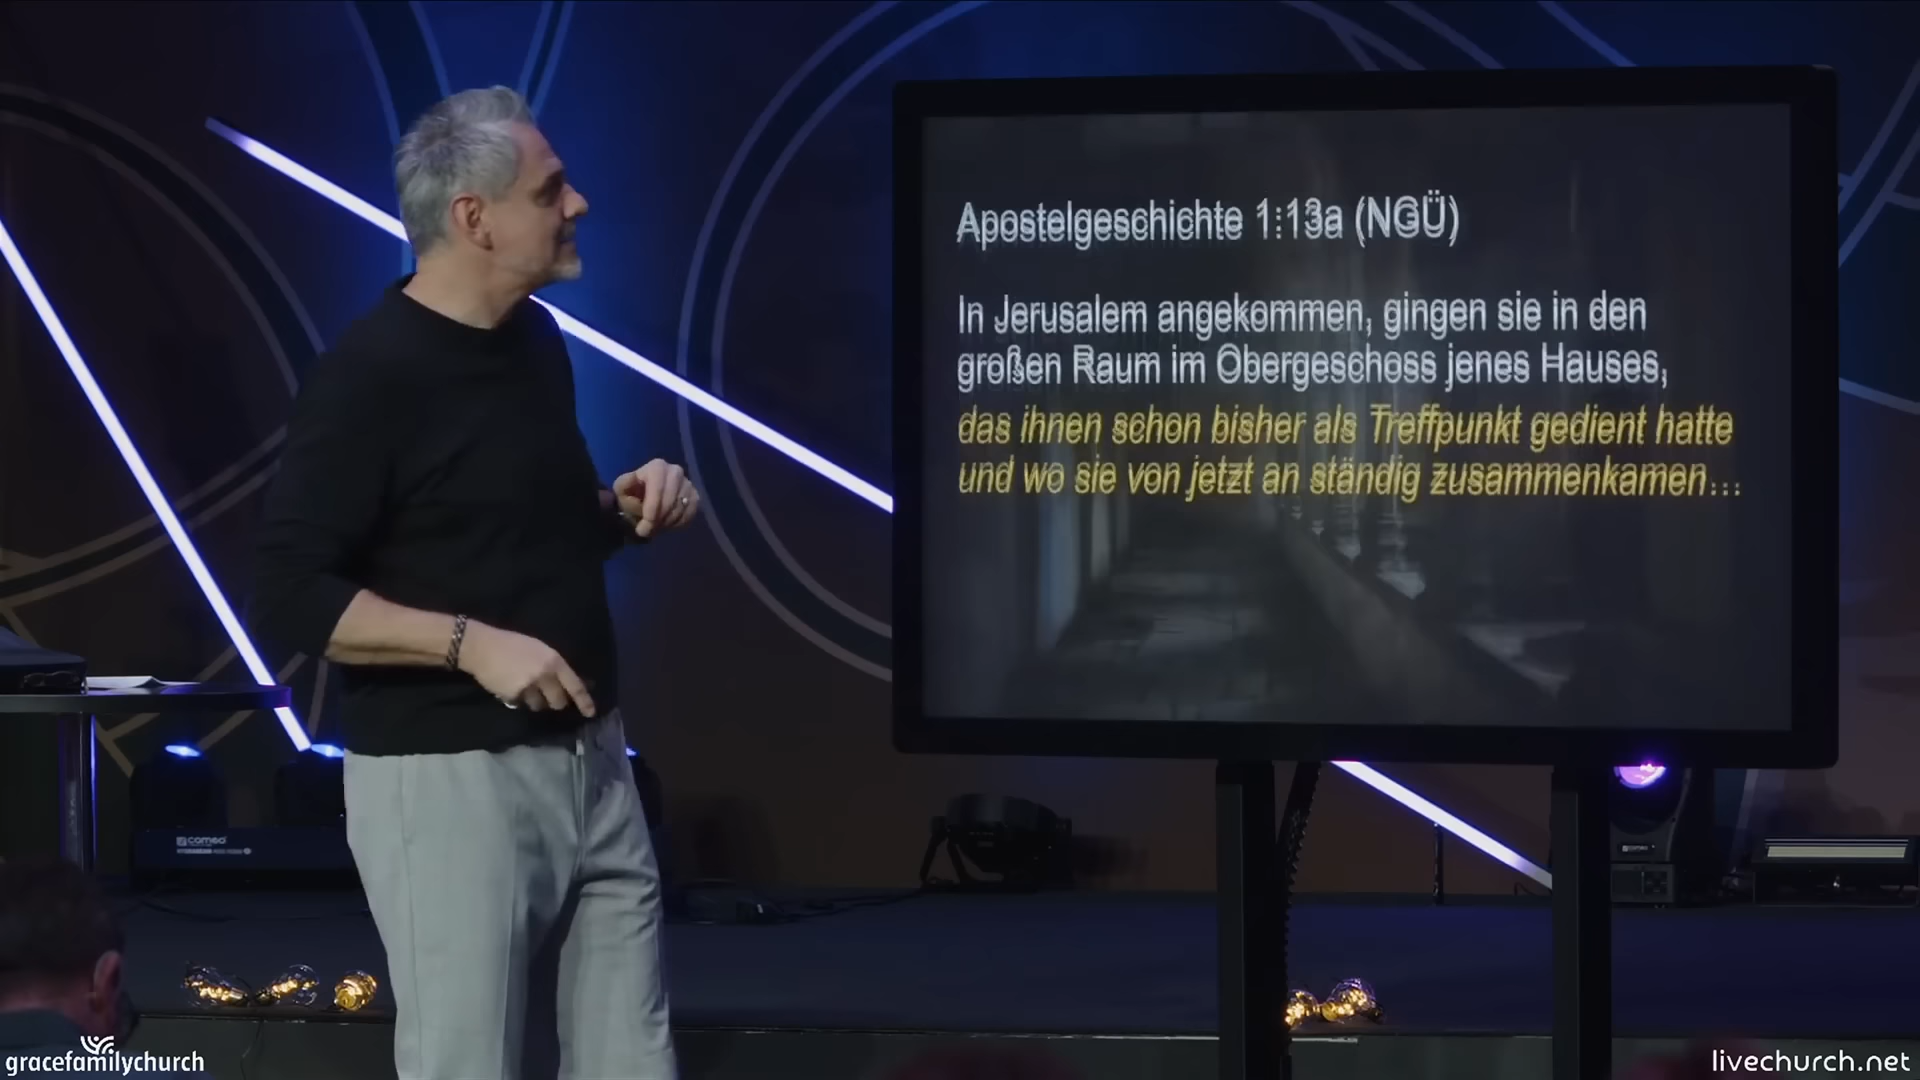 Apostelgeschichte 1:13a (NGÜ)
In Jerusalem angekommen, gingen sie in den
großen Raum im Obergeschoss jenes Hauses,
das ihnen schon bisher als Treffpunkt gedient hatte
und wo sie von jetzt an ständig zusammenkamen...
cameo
gracefamilychurch
livechurch.net